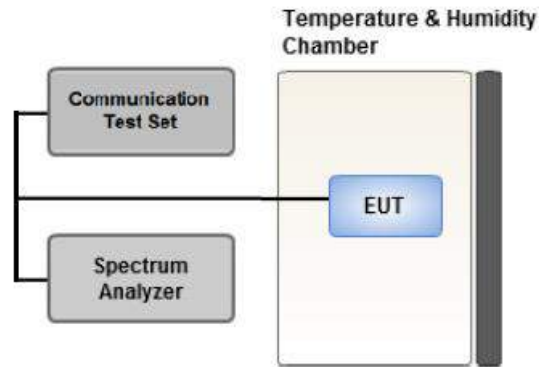 Temperature & Humidity
Chamber
Communication
Test Set
EUT
Spectrum
Analyzer